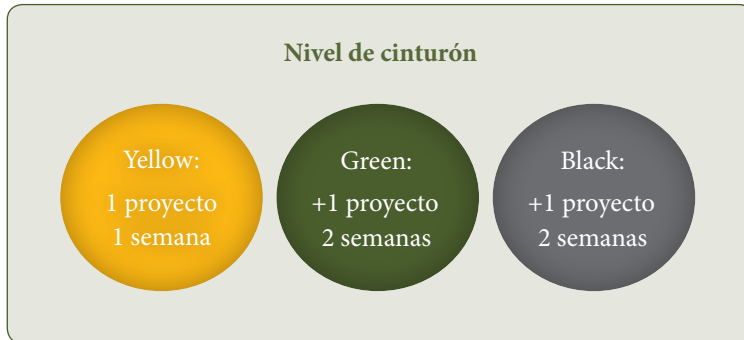 Nivel de cinturón
Yellow:
1 proyecto
1 semana
Green:
+1 proyecto
2 semanas
Black:
+1 proyecto
2 semanas